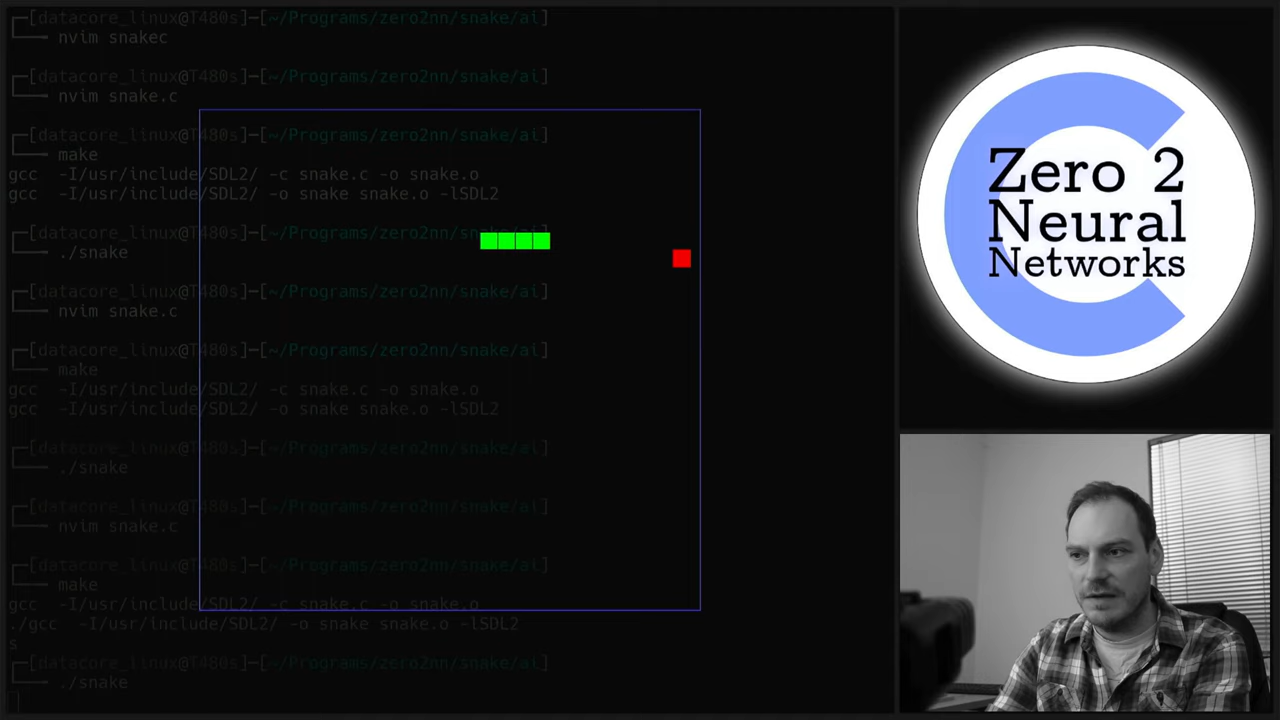 ┌─[datacore_linux@T480s]─[~/Programs/zero2nn/snake/ai]
└── nvim snakec
┌─[datacore_linux@T480s]─[~/Programs/zero2nn/snake/ai]
└── nvim snake.c
┌─[datacore_linux@T480s]─[~/Programs/zero2nn/snake/ai]
└── make
gcc  -I/usr/include/SDL2/ -c snake.c -o snake.o
gcc  -I/usr/include/SDL2/ -o snake snake.o -lSDL2
┌─[datacore_linux@T480s]─[~/Programs/zero2nn/snake/ai]
└── ./snake
┌─[datacore_linux@T480s]─[~/Programs/zero2nn/snake/ai]
└── nvim snake.c
┌─[datacore_linux@T480s]─[~/Programs/zero2nn/snake/ai]
└── make
gcc  -I/usr/include/SDL2/ -c snake.c -o snake.o
gcc  -I/usr/include/SDL2/ -o snake snake.o -lSDL2
┌─[datacore_linux@T480s]─[~/Programs/zero2nn/snake/ai]
└── ./snake
┌─[datacore_linux@T480s]─[~/Programs/zero2nn/snake/ai]
└── nvim snake.c
┌─[datacore_linux@T480s]─[~/Programs/zero2nn/snake/ai]
└── make
gcc  -I/usr/include/SDL2/ -c snake.c -o snake.o
./gcc  -I/usr/include/SDL2/ -o snake snake.o -lSDL2
s
┌─[datacore_linux@T480s]─[~/Programs/zero2nn/snake/ai]
└── ./snake
Zero 2
Neural
Networks